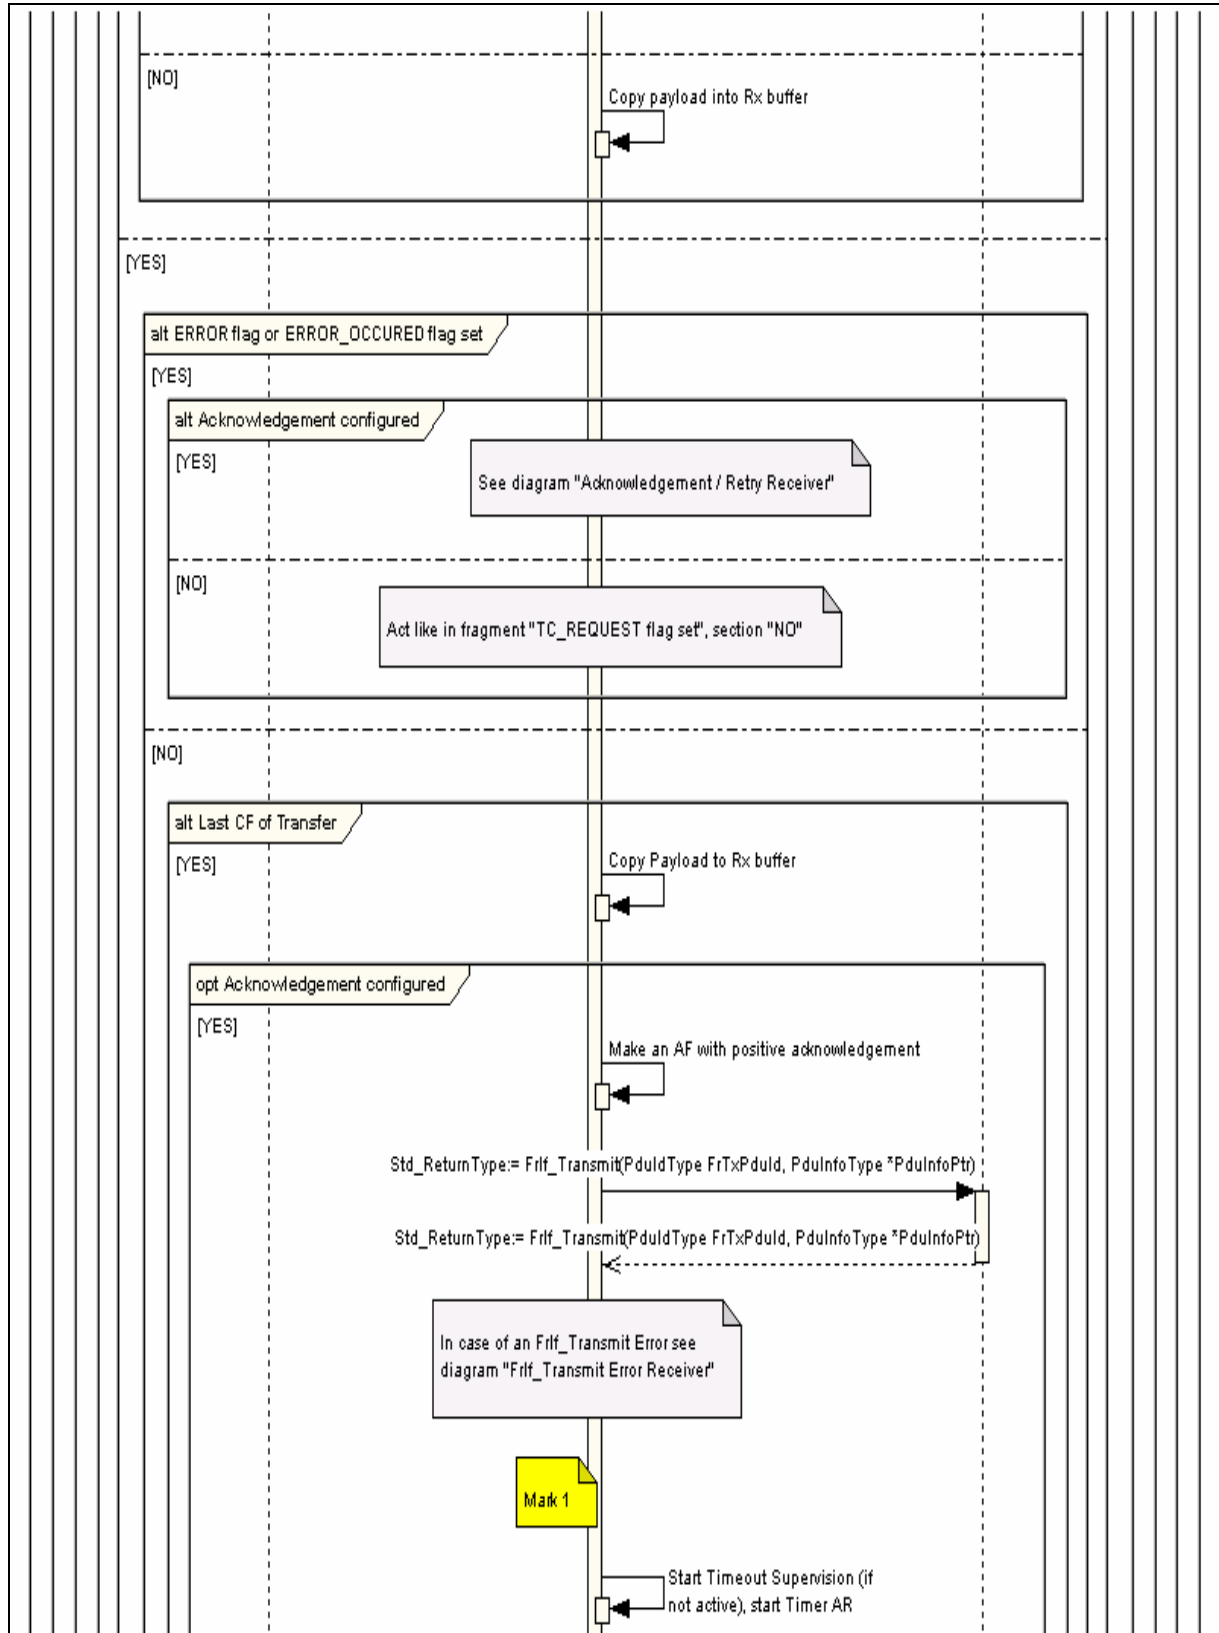 [NO]
Copy payload into Rx buffer
[YES]
alt ERROR flag or ERROR_OCCURED flag set
[YES]
alt Acknowledgement configured
[YES]
See diagram "Acknowledgement / Retry Receiver"
[NO]
Act like in fragment "TC_REQUEST flag set", section "NO"
[NO]
alt Last CF of Transfer
[YES]
Copy Payload to Rx buffer
opt Acknowledgement configured
[YES]
Make an AF with positive acknowledgement
Std_ReturnType:= FrIf_Transmit(PduIdType FrTxPduId, PduInfoType *PduInfoPtr)
Std_ReturnType:= FrIf_Transmit(PduIdType FrTxPduId, PduInfoType *PduInfoPtr)
In case of an FrIf_Transmit Error see
diagram "FrIf_Transmit Error Receiver"
Mark 1
Start Timeout Supervision (if
not active), start Timer AR